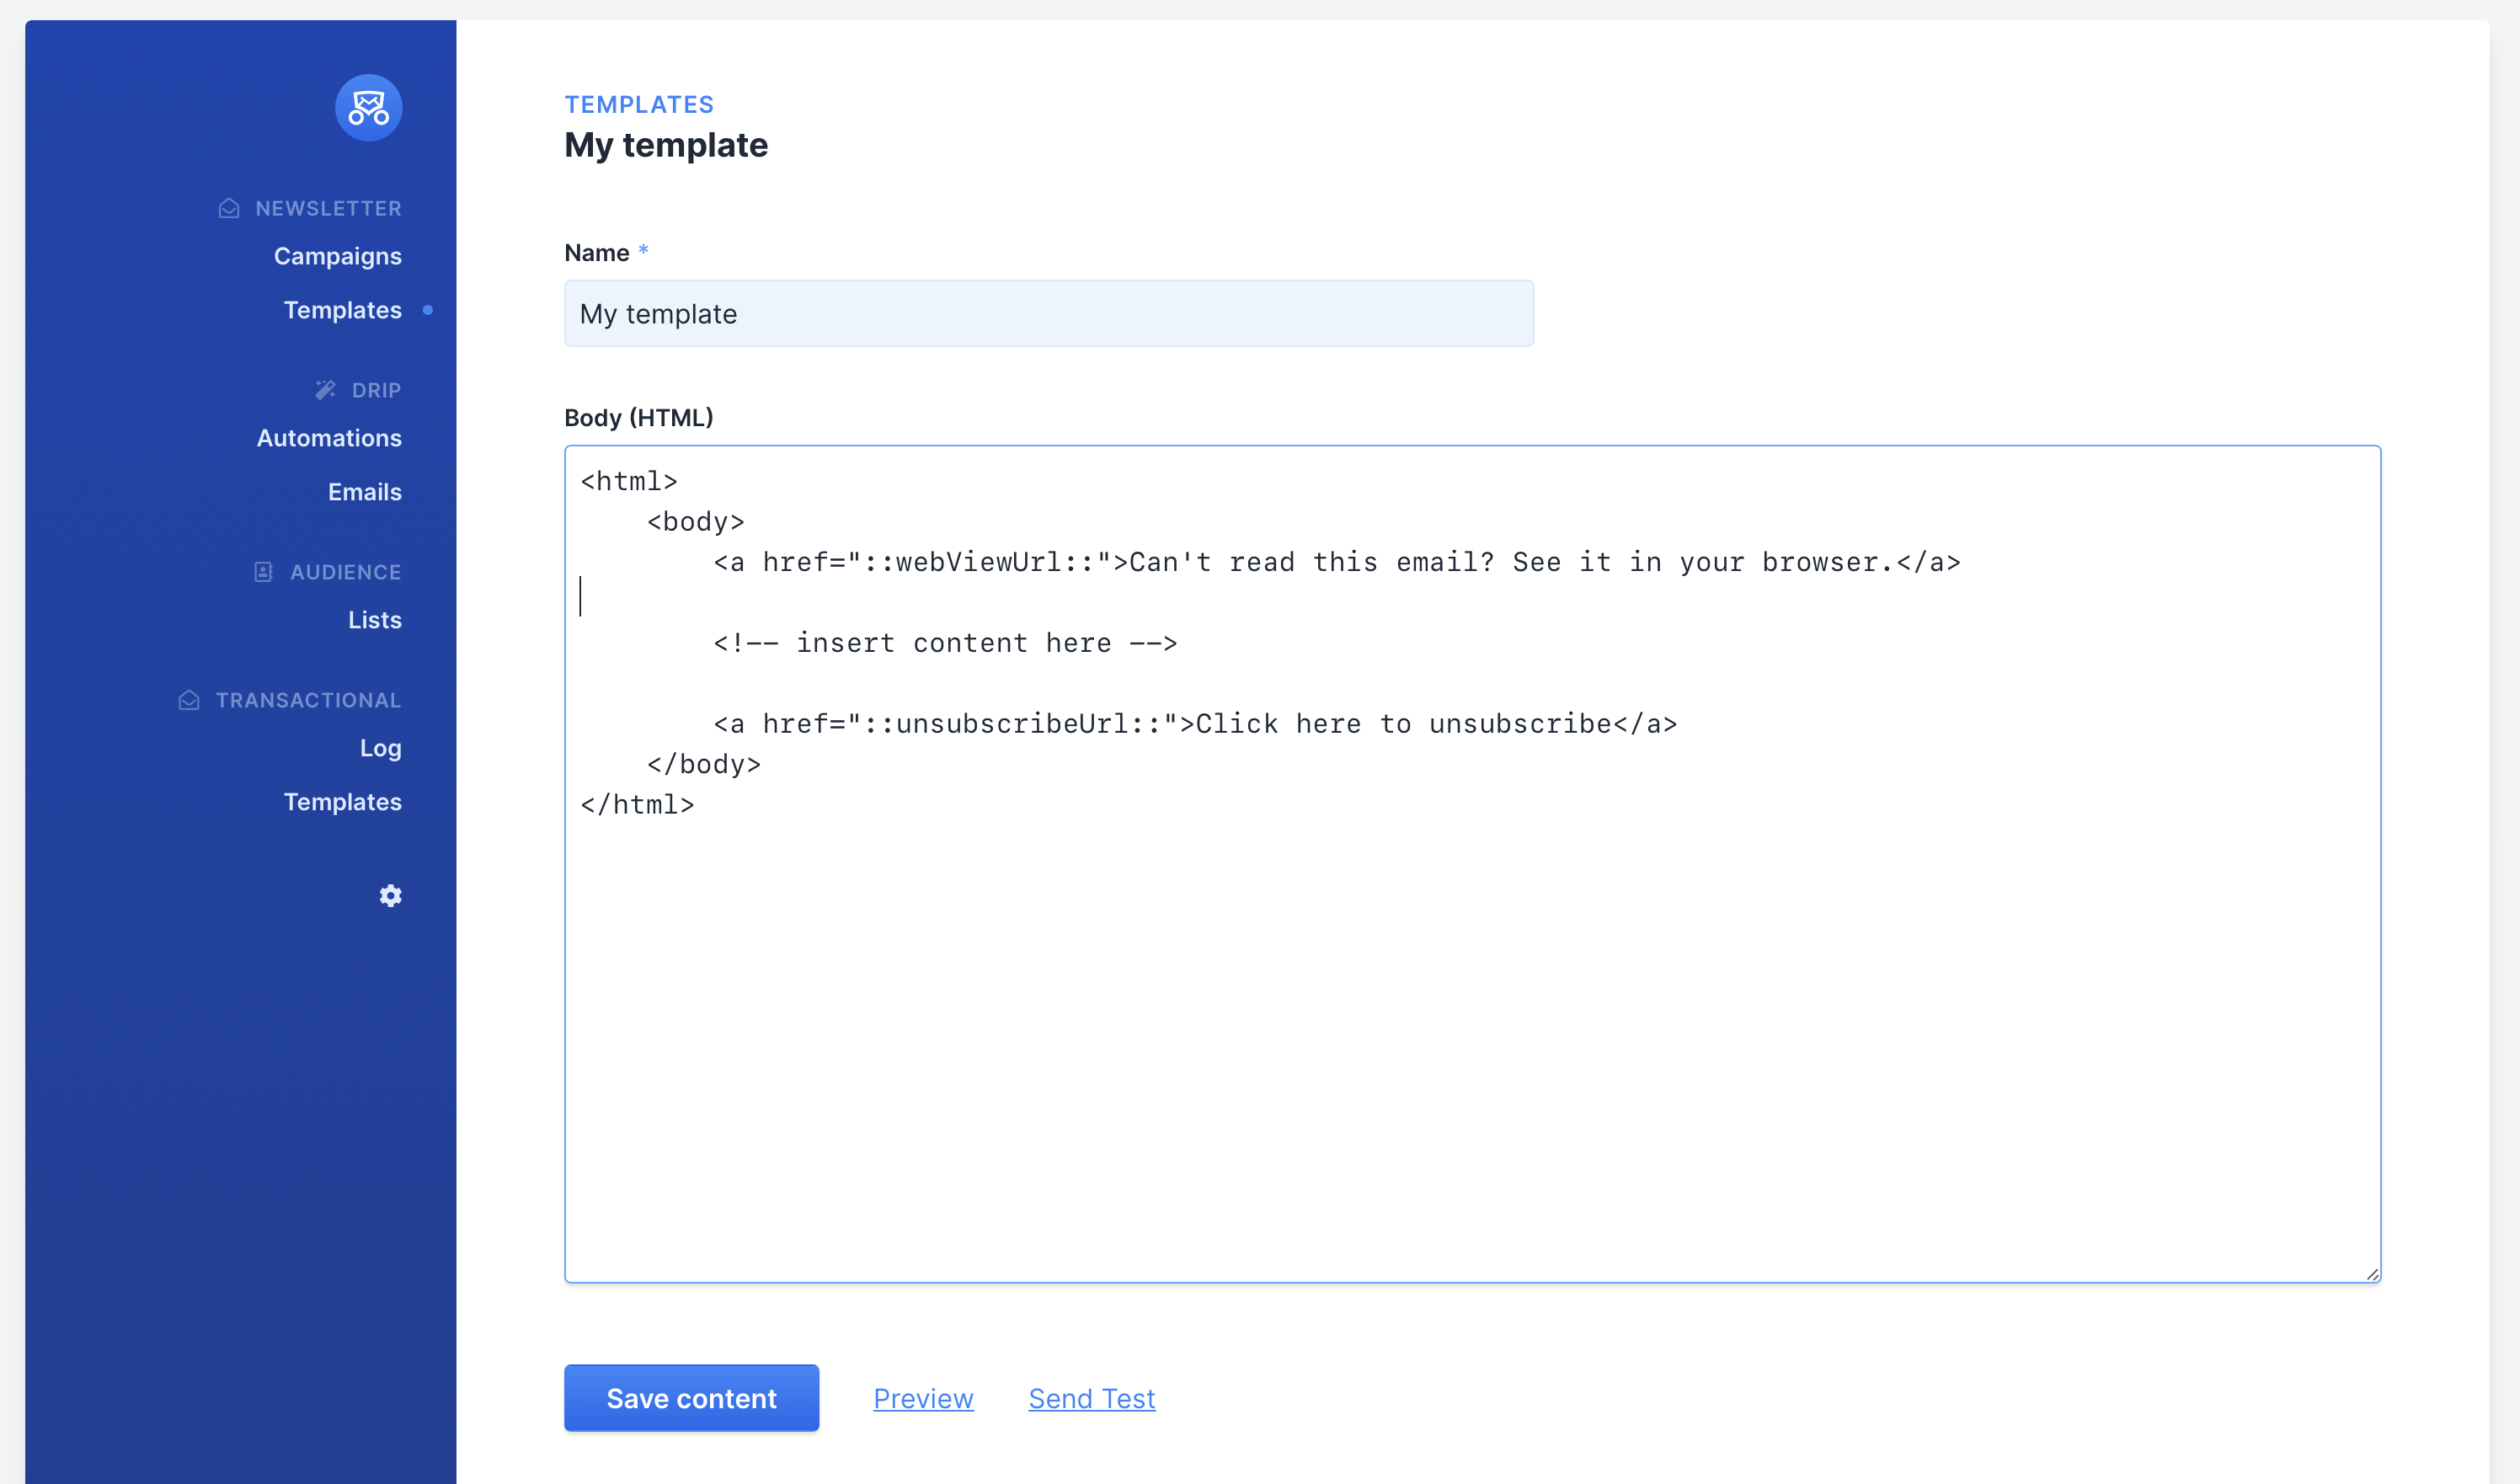 NEWSLETTER
Campaigns
Templates
DRIP
Automations
Emails
AUDIENCE
Lists
TRANSACTIONAL
Log
Templates
TEMPLATES
My template
Name *
My template
Body (HTML)
<html>
    <body>
        <a href="::webViewUrl::">Can't read this email? See it in your browser.</a>
        <!-- insert content here -->
        <a href="::unsubscribeUrl::">Click here to unsubscribe</a>
    </body>
</html>
Save content
Preview
Send Test